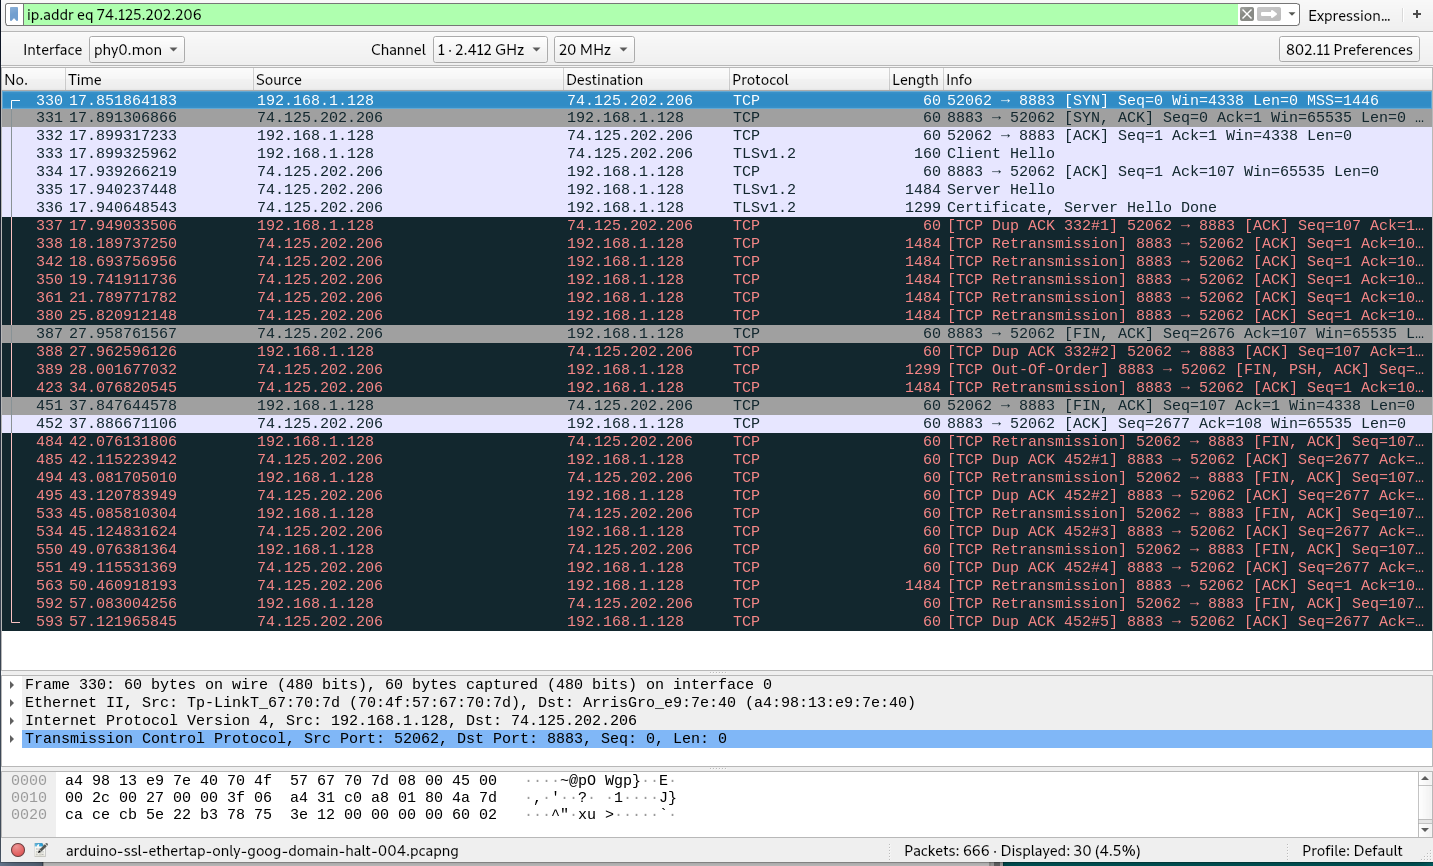 ip.addr eq 74.125.202.206 Expression… +
Interface phy0.mon Channel 1 · 2.412 GHz 20 MHz 802.11 Preferences
No. Time Source Destination Protocol Length Info
330 17.851864183 192.168.1.128 74.125.202.206 TCP 60 52062 → 8883 [SYN] Seq=0 Win=4338 Len=0 MSS=1446
331 17.891306866 74.125.202.206 192.168.1.128 TCP 60 8883 → 52062 [SYN, ACK] Seq=0 Ack=1 Win=65535 Len=0 …
332 17.899317233 192.168.1.128 74.125.202.206 TCP 60 52062 → 8883 [ACK] Seq=1 Ack=1 Win=4338 Len=0
333 17.899325962 192.168.1.128 74.125.202.206 TLSv1.2 160 Client Hello
334 17.939266219 74.125.202.206 192.168.1.128 TCP 60 8883 → 52062 [ACK] Seq=1 Ack=107 Win=65535 Len=0
335 17.940237448 74.125.202.206 192.168.1.128 TLSv1.2 1484 Server Hello
336 17.940648543 74.125.202.206 192.168.1.128 TLSv1.2 1299 Certificate, Server Hello Done
337 17.949033506 192.168.1.128 74.125.202.206 TCP 60 [TCP Dup ACK 332#1] 52062 → 8883 [ACK] Seq=107 Ack=1…
338 18.189737250 74.125.202.206 192.168.1.128 TCP 1484 [TCP Retransmission] 8883 → 52062 [ACK] Seq=1 Ack=10…
342 18.693756956 74.125.202.206 192.168.1.128 TCP 1484 [TCP Retransmission] 8883 → 52062 [ACK] Seq=1 Ack=10…
350 19.741911736 74.125.202.206 192.168.1.128 TCP 1484 [TCP Retransmission] 8883 → 52062 [ACK] Seq=1 Ack=10…
361 21.789771782 74.125.202.206 192.168.1.128 TCP 1484 [TCP Retransmission] 8883 → 52062 [ACK] Seq=1 Ack=10…
380 25.820912148 74.125.202.206 192.168.1.128 TCP 1484 [TCP Retransmission] 8883 → 52062 [ACK] Seq=1 Ack=10…
387 27.958761567 74.125.202.206 192.168.1.128 TCP 60 8883 → 52062 [FIN, ACK] Seq=2676 Ack=107 Win=65535 L…
388 27.962596126 192.168.1.128 74.125.202.206 TCP 60 [TCP Dup ACK 332#2] 52062 → 8883 [ACK] Seq=107 Ack=1…
389 28.001677032 74.125.202.206 192.168.1.128 TCP 1299 [TCP Out-Of-Order] 8883 → 52062 [FIN, PSH, ACK] Seq=…
423 34.076820545 74.125.202.206 192.168.1.128 TCP 1484 [TCP Retransmission] 8883 → 52062 [ACK] Seq=1 Ack=10…
451 37.847644578 192.168.1.128 74.125.202.206 TCP 60 52062 → 8883 [FIN, ACK] Seq=107 Ack=1 Win=4338 Len=0
452 37.886671106 74.125.202.206 192.168.1.128 TCP 60 8883 → 52062 [ACK] Seq=2677 Ack=108 Win=65535 Len=0
484 42.076131806 192.168.1.128 74.125.202.206 TCP 60 [TCP Retransmission] 52062 → 8883 [FIN, ACK] Seq=107…
485 42.115223942 74.125.202.206 192.168.1.128 TCP 60 [TCP Dup ACK 452#1] 8883 → 52062 [ACK] Seq=2677 Ack=…
494 43.081705010 192.168.1.128 74.125.202.206 TCP 60 [TCP Retransmission] 52062 → 8883 [FIN, ACK] Seq=107…
495 43.120783949 74.125.202.206 192.168.1.128 TCP 60 [TCP Dup ACK 452#2] 8883 → 52062 [ACK] Seq=2677 Ack=…
533 45.085810304 192.168.1.128 74.125.202.206 TCP 60 [TCP Retransmission] 52062 → 8883 [FIN, ACK] Seq=107…
534 45.124831624 74.125.202.206 192.168.1.128 TCP 60 [TCP Dup ACK 452#3] 8883 → 52062 [ACK] Seq=2677 Ack=…
550 49.076381364 192.168.1.128 74.125.202.206 TCP 60 [TCP Retransmission] 52062 → 8883 [FIN, ACK] Seq=107…
551 49.115531369 74.125.202.206 192.168.1.128 TCP 60 [TCP Dup ACK 452#4] 8883 → 52062 [ACK] Seq=2677 Ack=…
563 50.460918193 74.125.202.206 192.168.1.128 TCP 1484 [TCP Retransmission] 8883 → 52062 [ACK] Seq=1 Ack=10…
592 57.083004256 192.168.1.128 74.125.202.206 TCP 60 [TCP Retransmission] 52062 → 8883 [FIN, ACK] Seq=107…
593 57.121965845 74.125.202.206 192.168.1.128 TCP 60 [TCP Dup ACK 452#5] 8883 → 52062 [ACK] Seq=2677 Ack=…
Frame 330: 60 bytes on wire (480 bits), 60 bytes captured (480 bits) on interface 0
Ethernet II, Src: Tp-LinkT_67:70:7d (70:4f:57:67:70:7d), Dst: ArrisGro_e9:7e:40 (a4:98:13:e9:7e:40)
Internet Protocol Version 4, Src: 192.168.1.128, Dst: 74.125.202.206
Transmission Control Protocol, Src Port: 52062, Dst Port: 8883, Seq: 0, Len: 0
0000 a4 98 13 e9 7e 40 70 4f 57 67 70 7d 08 00 45 00 ····~@pO Wgp}··E·
0010 00 2c 00 27 00 00 3f 06 a4 31 c0 a8 01 80 4a 7d ·,·'··?· ·1····J}
0020 ca ce cb 5e 22 b3 78 75 3e 12 00 00 00 00 60 02 ···^"·xu >·····`·
arduino-ssl-ethertap-only-goog-domain-halt-004.pcapng Packets: 666 · Displayed: 30 (4.5%) Profile: Default